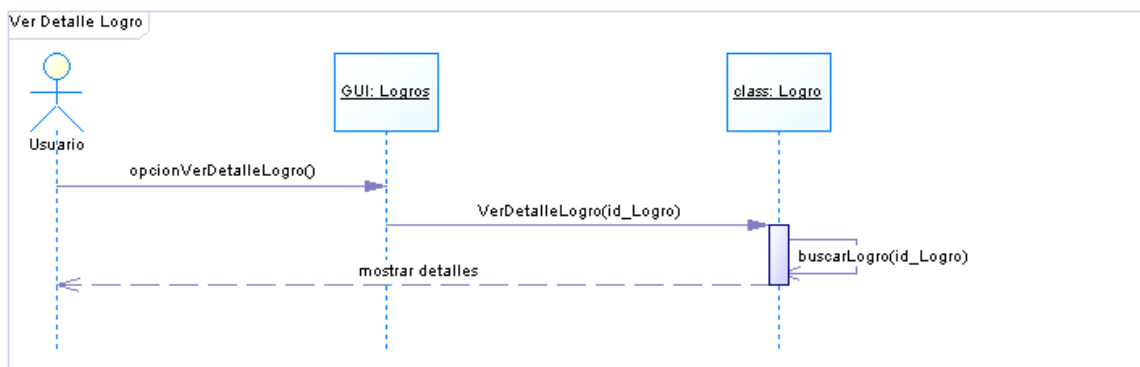 Ver Detalle Logro
GUI: Logros
class: Logro
Usuario
opcionVerDetalleLogro()
VerDetalleLogro(id_Logro)
buscarLogro(id_Logro)
mostrar detalles